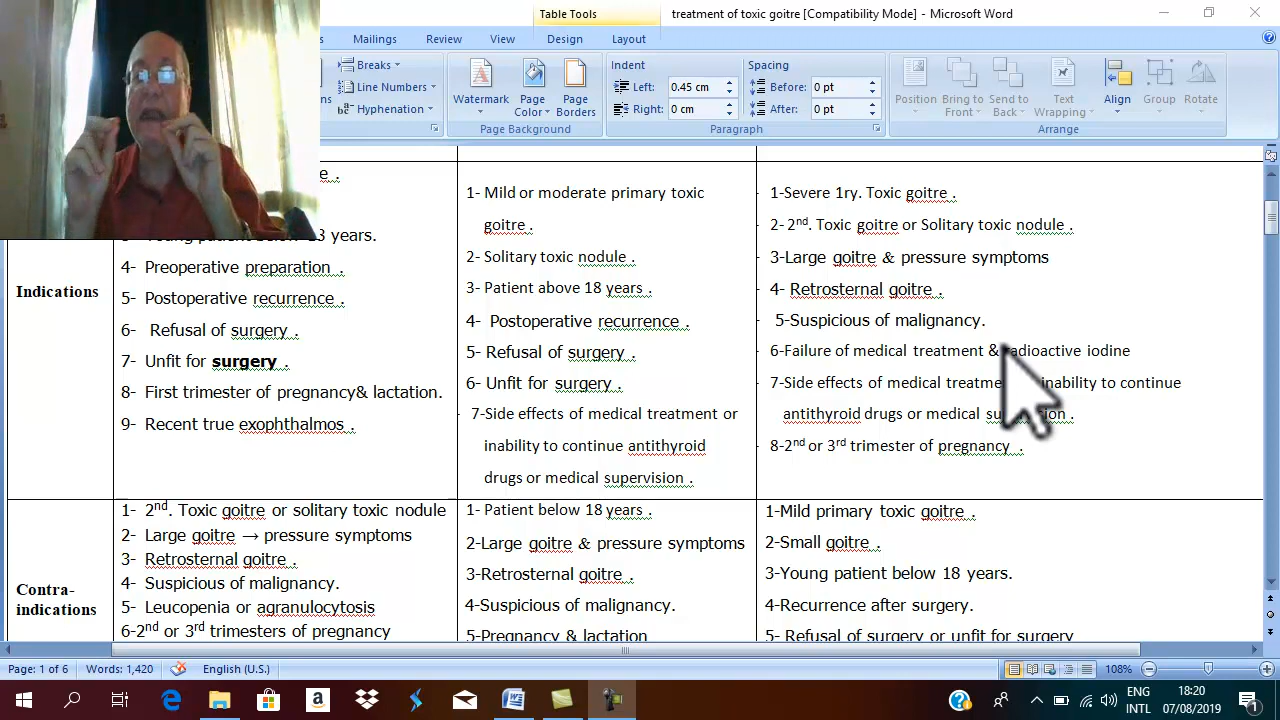 Table Tools
treatment of toxic goitre [Compatibility Mode] - Microsoft Word
Mailings Review View Design Layout
Breaks
Line Numbers
Hyphenation
Watermark
Page Color
Page Borders
Page Background
Indent
Left: 0.45 cm
Right: 0 cm
Spacing
Before: 0 pt
After: 0 pt
Paragraph
Position
Bring to Front
Send to Back
Text Wrapping
Align
Group
Rotate
Arrange
Indications
years.
4- Preoperative preparation .
5- Postoperative recurrence .
6- Refusal of surgery .
7- Unfit for surgery .
8- First trimester of pregnancy& lactation.
9- Recent true exophthalmos .
1- Mild or moderate primary toxic
goitre .
2- Solitary toxic nodule .
3- Patient above 18 years .
4- Postoperative recurrence .
5- Refusal of surgery .
6- Unfit for surgery .
7-Side effects of medical treatment or
inability to continue antithyroid
drugs or medical supervision .
1-Severe 1ry. Toxic goitre .
2- 2nd. Toxic goitre or Solitary toxic nodule .
3-Large goitre & pressure symptoms
4- Retrosternal goitre .
5-Suspicious of malignancy.
6-Failure of medical treatment & radioactive iodine
7-Side effects of medical inability to continue
antithyroid drugs or medical .
8-2nd or 3rd trimester of pregnancy .
Contra-
indications
1- 2nd. Toxic goitre or solitary toxic nodule
2- Large goitre → pressure symptoms
3- Retrosternal goitre .
4- Suspicious of malignancy.
5- Leucopenia or agranulocytosis
6-2nd or 3rd trimesters of pregnancy
1- Patient below 18 years .
2-Large goitre & pressure symptoms
3-Retrosternal goitre .
4-Suspicious of malignancy.
5-Pregnancy & lactation
1-Mild primary toxic goitre .
2-Small goitre .
3-Young patient below 18 years.
4-Recurrence after surgery.
5- Refusal of surgery or unfit for surgery
Page: 1 of 6 Words: 1,420 English (U.S.) 108%
ENG
INTL
18:20
07/08/2019
1